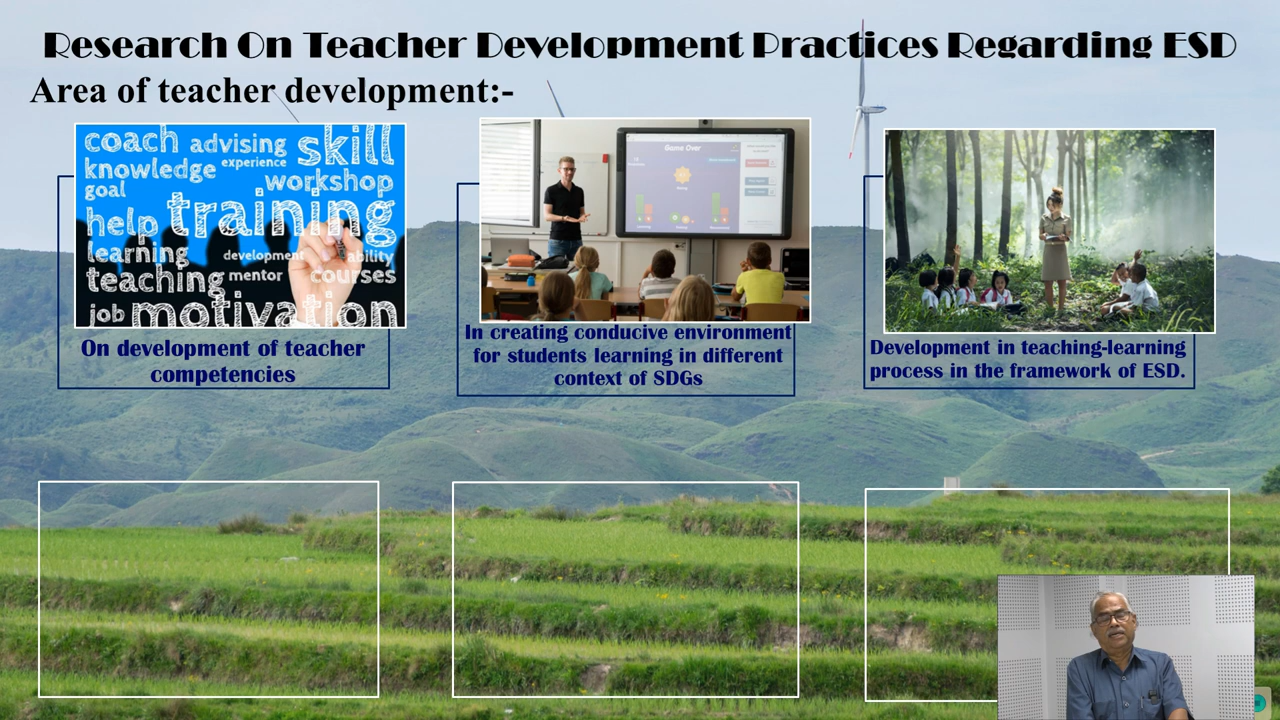 Research On Teacher Development Practices Regarding ESD
Area of teacher development:-
coach advising skill
knowledge experience
goal workshop
help training
learning development ability
teaching mentor courses
job motivation
Game Over
On development of teacher
competencies
In creating conducive environment
for students learning in different
context of SDGs
Development in teaching-learning
process in the framework of ESD.